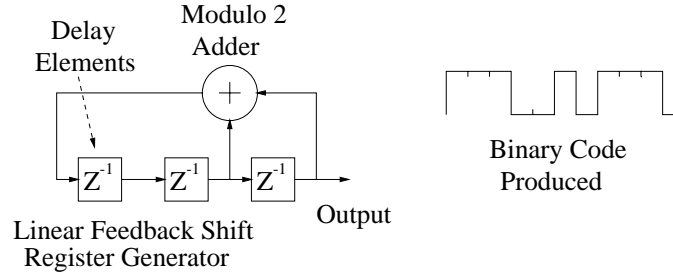 Modulo 2
Adder
Delay
Elements
+
Z-1
Z-1
Z-1
Output
Linear Feedback Shift
Register Generator
Binary Code
Produced